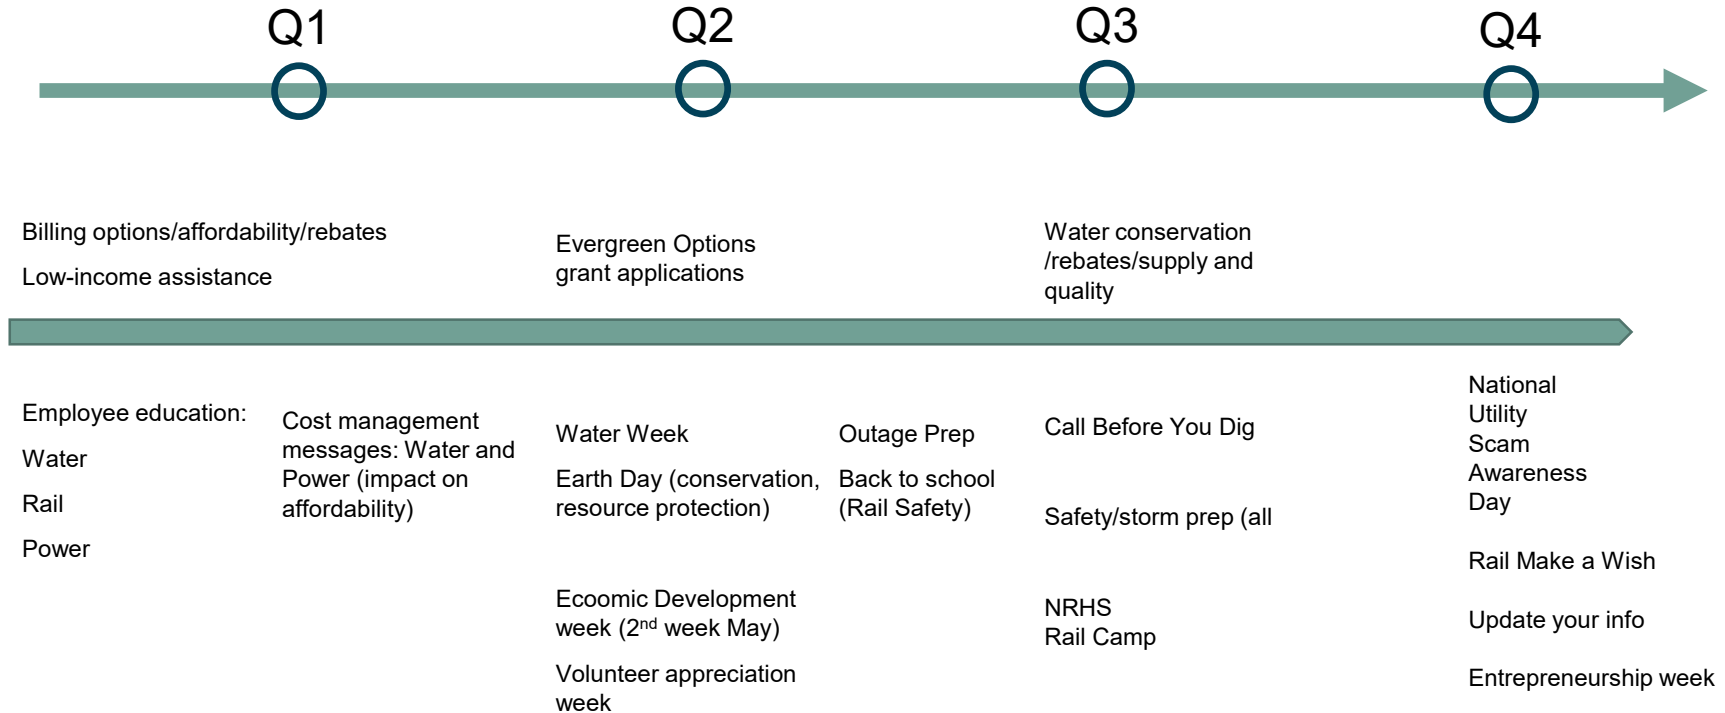 Q1
Q2
Q3
Q4
Billing options/affordability/rebates
Low-income assistance
Evergreen Options
grant applications
Water conservation
/rebates/supply and
quality
Employee education:
Water
Rail
Power
Cost management
messages: Water and
Power (impact on
affordability)
Water Week
Earth Day (conservation,
resource protection)
Ecoomic Development
week (2nd week May)
Volunteer appreciation
week
Outage Prep
Back to school
(Rail Safety)
Call Before You Dig
Safety/storm prep (all
NRHS
Rail Camp
National
Utility
Scam
Awareness
Day
Rail Make a Wish
Update your info
Entrepreneurship week